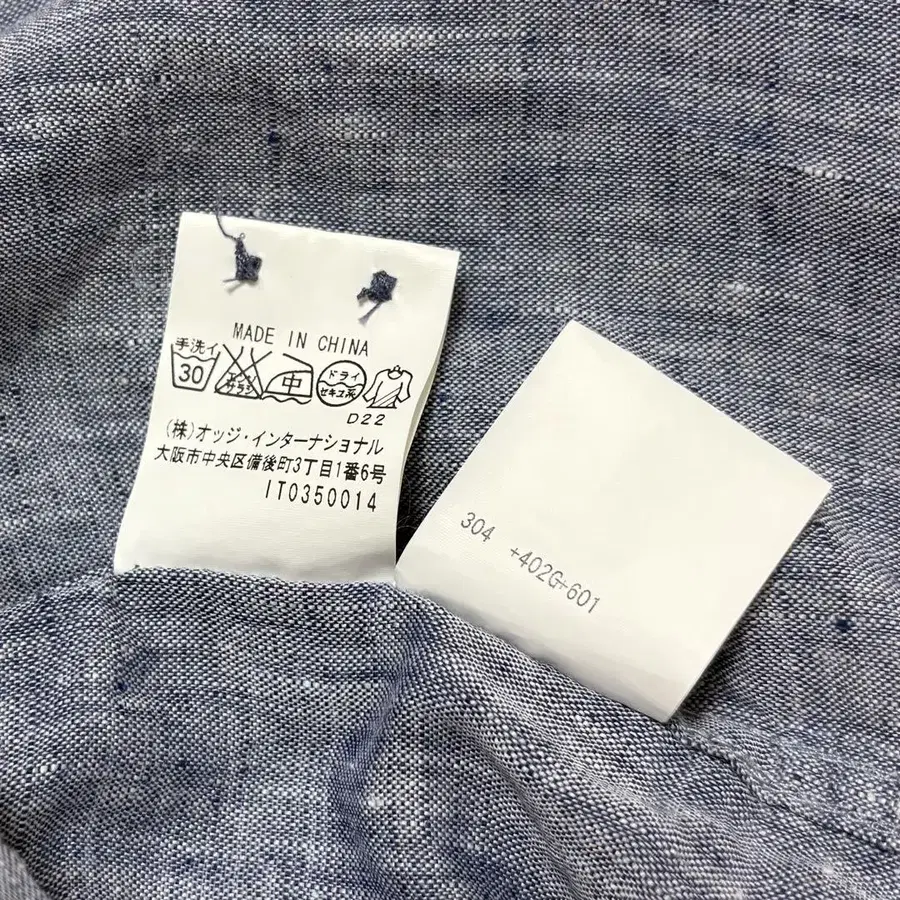 MADE IN CHINA
手洗イ
30
エンソ
サラシ
中
ドライ
セキユ系
D22
(株)オッジ・インターナショナル
大阪市中央区備後町3丁目1番6号
IT0350014
304 +402G+601